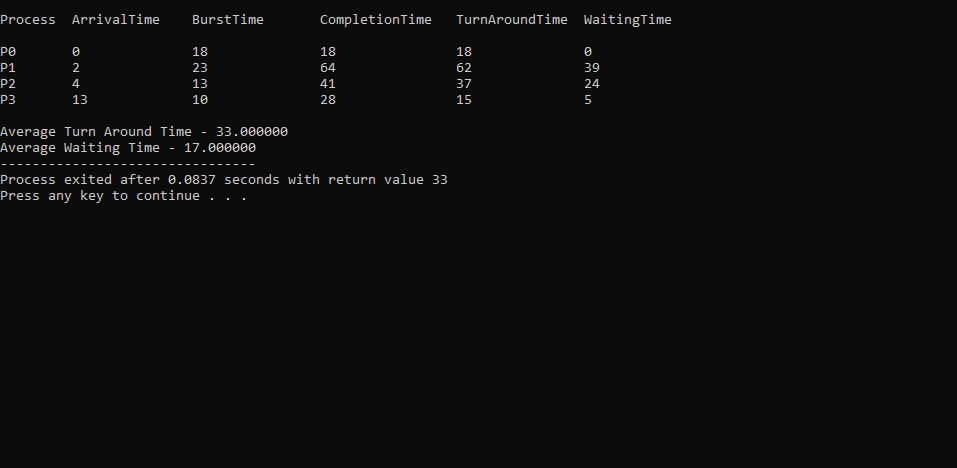 Process ArrivalTime BurstTime CompletionTime TurnAroundTime WaitingTime
P0 0 18 18 18 0
P1 2 23 64 62 39
P2 4 13 41 37 24
P3 13 10 28 15 5
Average Turn Around Time - 33.000000
Average Waiting Time - 17.000000
--------------------------------
Process exited after 0.0837 seconds with return value 33
Press any key to continue . . .